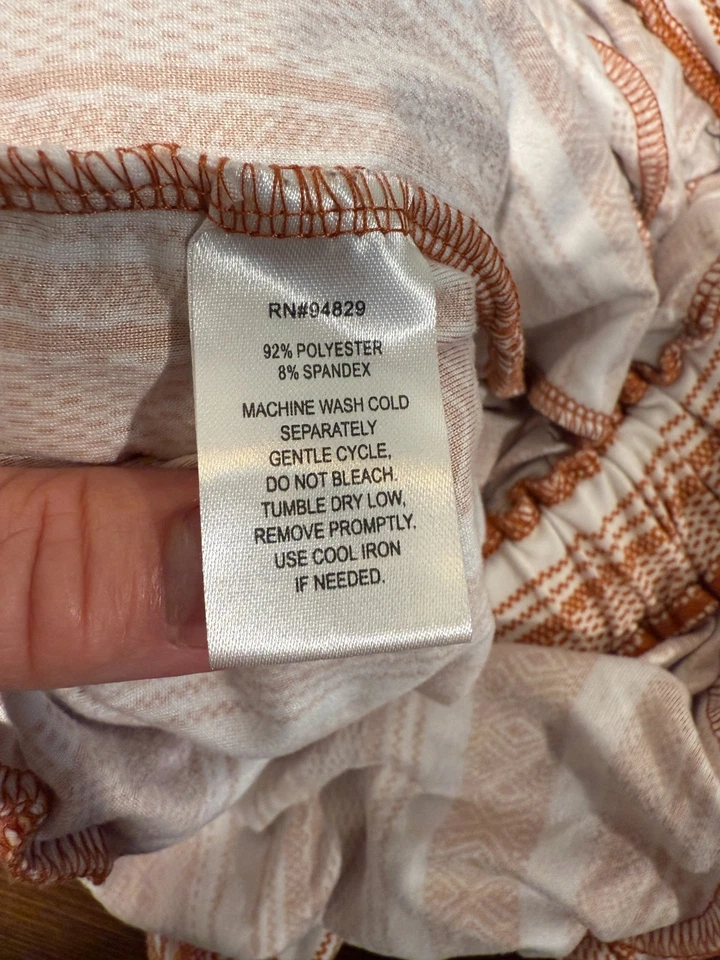 RN#94829
92% POLYESTER
8% SPANDEX
MACHINE WASH COLD
SEPARATELY
GENTLE CYCLE,
DO NOT BLEACH.
TUMBLE DRY LOW,
REMOVE PROMPTLY.
USE COOL IRON
IF NEEDED.